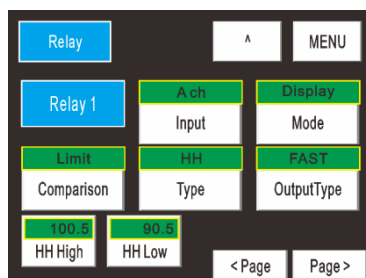 Relay
^
MENU
Relay 1
A ch
Input
Display
Mode
Limit
Comparison
HH
Type
FAST
OutputType
100.5
HH High
90.5
HH Low
< Page
Page >